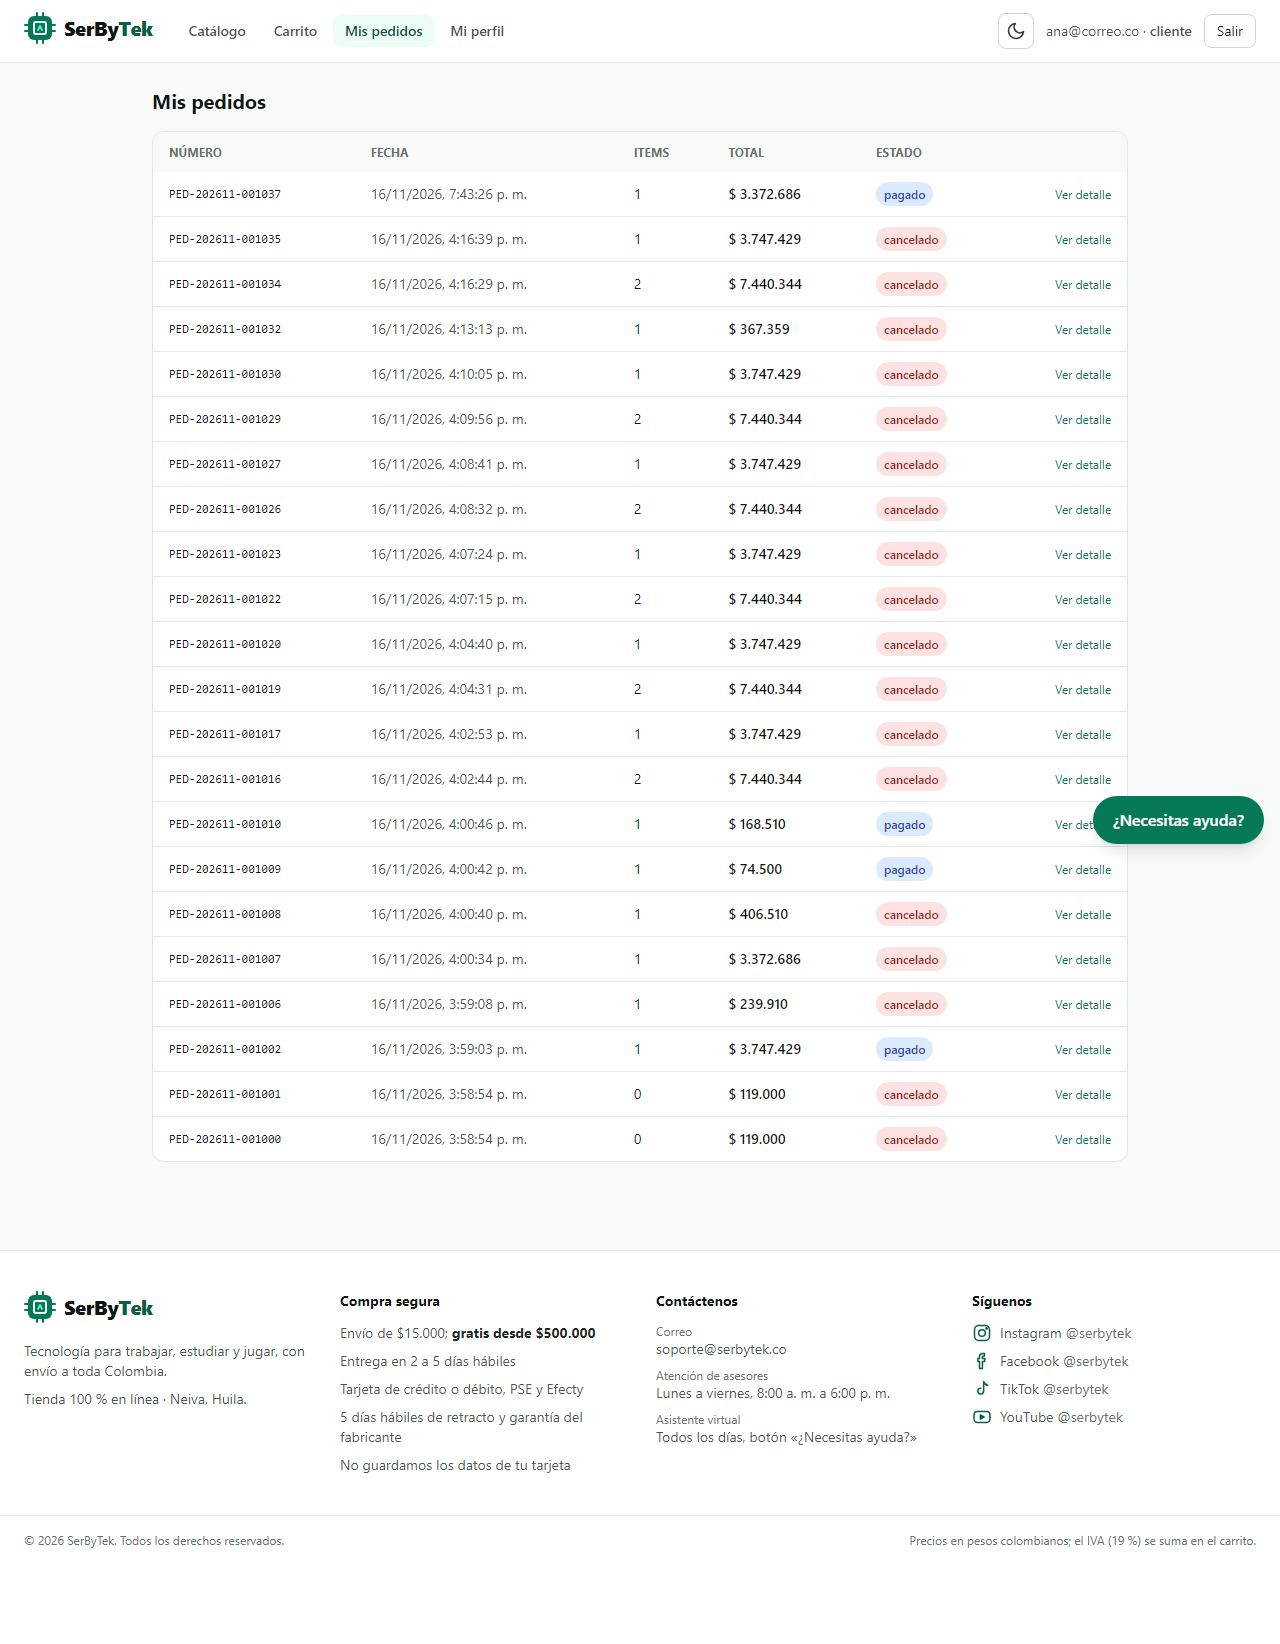 SerByTek Catálogo Carrito Mis pedidos Mi perfil ana@correo.co · cliente Salir
Mis pedidos
NÚMERO FECHA ITEMS TOTAL ESTADO
PED-202611-001037 16/11/2026, 7:43:26 p. m. 1 $ 3.372.686 pagado Ver detalle
PED-202611-001035 16/11/2026, 4:16:39 p. m. 1 $ 3.747.429 cancelado Ver detalle
PED-202611-001034 16/11/2026, 4:16:29 p. m. 2 $ 7.440.344 cancelado Ver detalle
PED-202611-001032 16/11/2026, 4:13:13 p. m. 1 $ 367.359 cancelado Ver detalle
PED-202611-001030 16/11/2026, 4:10:05 p. m. 1 $ 3.747.429 cancelado Ver detalle
PED-202611-001029 16/11/2026, 4:09:56 p. m. 2 $ 7.440.344 cancelado Ver detalle
PED-202611-001027 16/11/2026, 4:08:41 p. m. 1 $ 3.747.429 cancelado Ver detalle
PED-202611-001026 16/11/2026, 4:08:32 p. m. 2 $ 7.440.344 cancelado Ver detalle
PED-202611-001023 16/11/2026, 4:07:24 p. m. 1 $ 3.747.429 cancelado Ver detalle
PED-202611-001022 16/11/2026, 4:07:15 p. m. 2 $ 7.440.344 cancelado Ver detalle
PED-202611-001020 16/11/2026, 4:04:40 p. m. 1 $ 3.747.429 cancelado Ver detalle
PED-202611-001019 16/11/2026, 4:04:31 p. m. 2 $ 7.440.344 cancelado Ver detalle
PED-202611-001017 16/11/2026, 4:02:53 p. m. 1 $ 3.747.429 cancelado Ver detalle
PED-202611-001016 16/11/2026, 4:02:44 p. m. 2 $ 7.440.344 cancelado Ver detalle
PED-202611-001010 16/11/2026, 4:00:46 p. m. 1 $ 168.510 pagado Ver det ¿Necesitas ayuda?
PED-202611-001009 16/11/2026, 4:00:42 p. m. 1 $ 74.500 pagado Ver detalle
PED-202611-001008 16/11/2026, 4:00:40 p. m. 1 $ 406.510 cancelado Ver detalle
PED-202611-001007 16/11/2026, 4:00:34 p. m. 1 $ 3.372.686 cancelado Ver detalle
PED-202611-001006 16/11/2026, 3:59:08 p. m. 1 $ 239.910 cancelado Ver detalle
PED-202611-001002 16/11/2026, 3:59:03 p. m. 1 $ 3.747.429 pagado Ver detalle
PED-202611-001001 16/11/2026, 3:58:54 p. m. 0 $ 119.000 cancelado Ver detalle
PED-202611-001000 16/11/2026, 3:58:54 p. m. 0 $ 119.000 cancelado Ver detalle
SerByTek
Tecnología para trabajar, estudiar y jugar, con
envío a toda Colombia.
Tienda 100 % en línea · Neiva, Huila.
Compra segura
Envío de $15.000; gratis desde $500.000
Entrega en 2 a 5 días hábiles
Tarjeta de crédito o débito, PSE y Efecty
5 días hábiles de retracto y garantía del
fabricante
No guardamos los datos de tu tarjeta
Contáctenos
Correo
soporte@serbytek.co
Atención de asesores
Lunes a viernes, 8:00 a. m. a 6:00 p. m.
Asistente virtual
Todos los días, botón «¿Necesitas ayuda?»
Síguenos
Instagram @serbytek
Facebook @serbytek
TikTok @serbytek
YouTube @serbytek
© 2026 SerByTek. Todos los derechos reservados.
Precios en pesos colombianos; el IVA (19 %) se suma en el carrito.